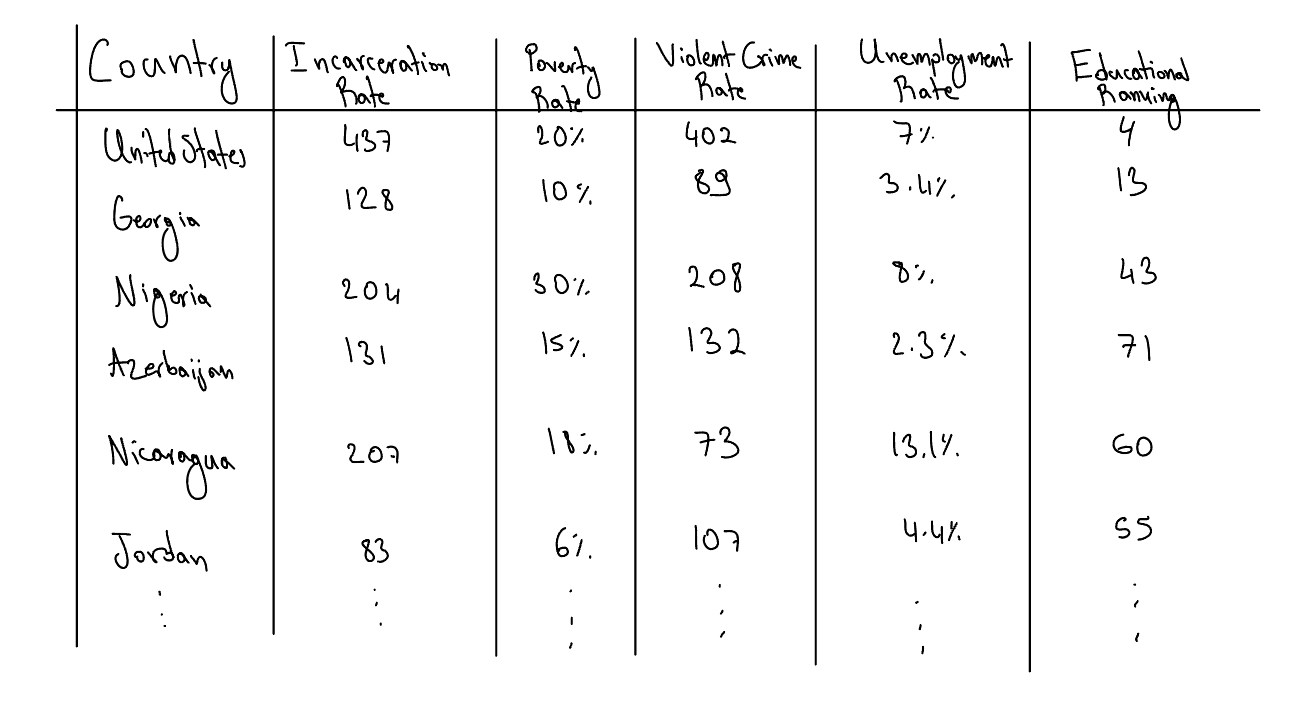 Country Incarceration Rate Poverty Rate Violent Crime Rate Unemployment Rate Educational Ranking
United States 437 20% 402 7% 4
Georgia 128 10% 89 3.4% 13
Nigeria 204 30% 208 8% 43
Azerbaijan 131 15% 132 2.3% 71
Nicaragua 207 18% 73 13.1% 60
Jordan 83 6% 107 4.4% 55